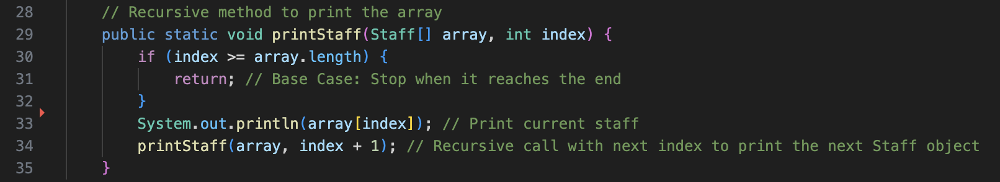 28 // Recursive method to print the array
29 public static void printStaff(Staff[] array, int index) {
30 if (index >= array.length) {
31 return; // Base Case: Stop when it reaches the end
32 }
33 System.out.println(array[index]); // Print current staff
34 printStaff(array, index + 1); // Recursive call with next index to print the next Staff object
35 }